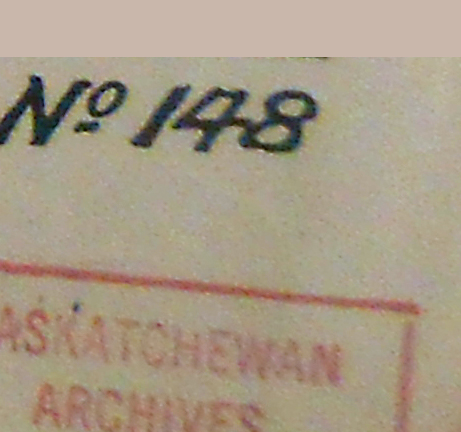 Nº 148
ASKATCHEWAN
ARCHIVES